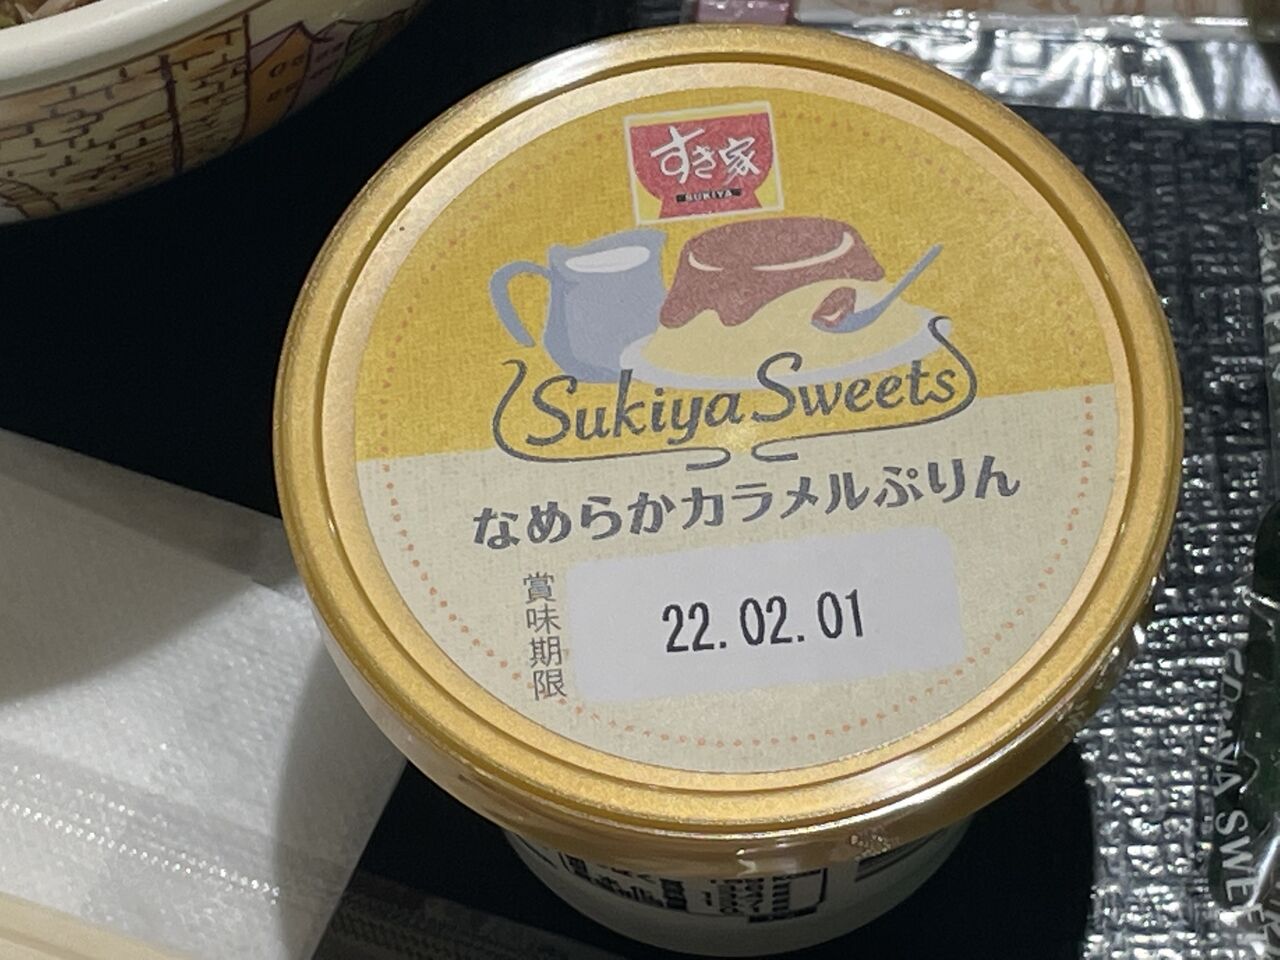 すき家
SUKIYA
Sukiya Sweets
なめらかカラメルぷりん
賞味期限
22.02.01